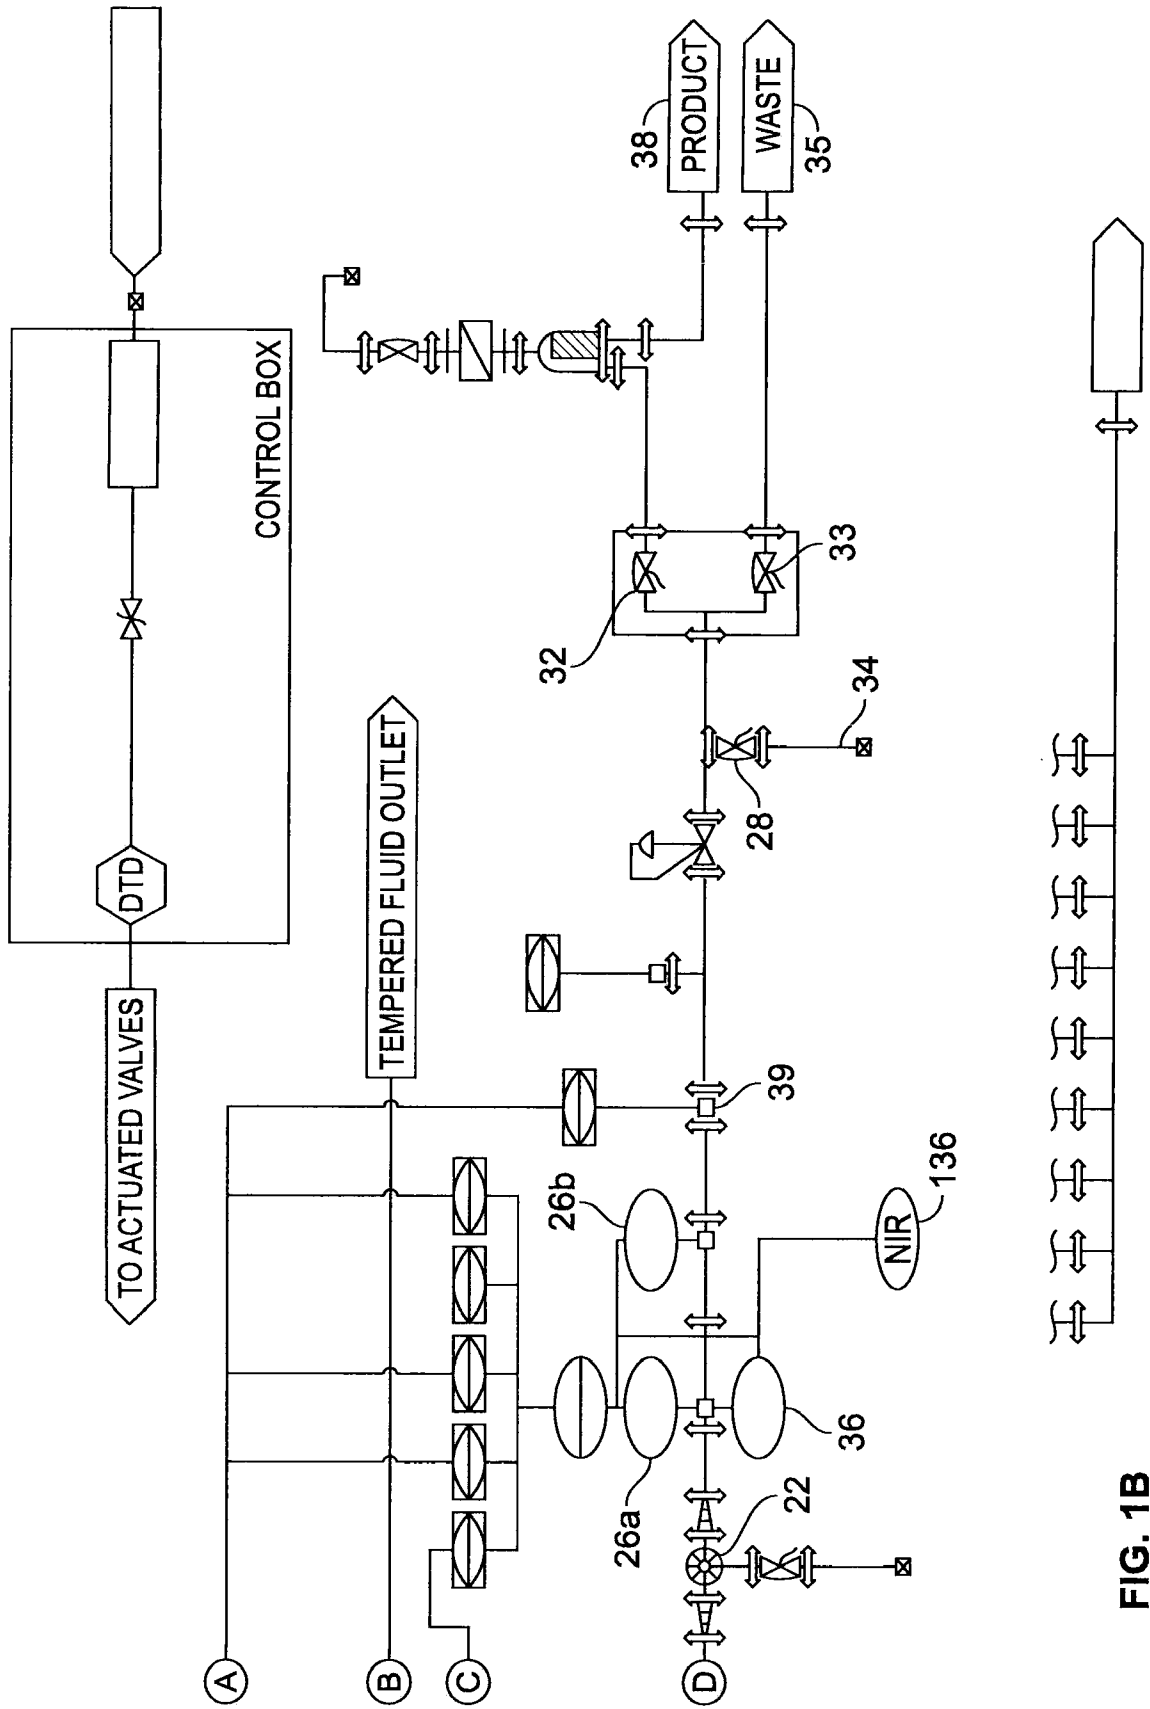 TO ACTUATED VALVES
DTD
CONTROL BOX
TEMPERED FLUID OUTLET
A
B
C
D
38
PRODUCT
WASTE
35
32
33
34
28
39
26b
NIR
136
26a
36
22
FIG. 1B